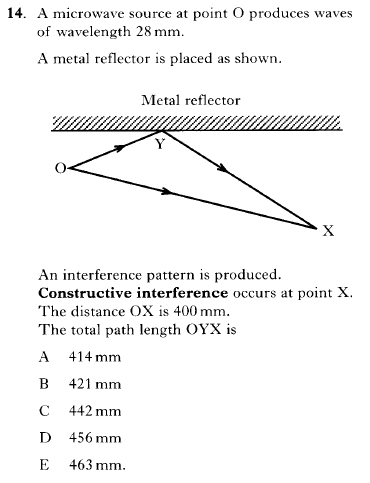 14. A microwave source at point O produces waves
of wavelength 28 mm.
A metal reflector is placed as shown.
Metal reflector
Y
O
X
An interference pattern is produced.
Constructive interference occurs at point X.
The distance OX is 400 mm.
The total path length OYX is
A 414 mm
B 421 mm
C 442 mm
D 456 mm
E 463 mm.